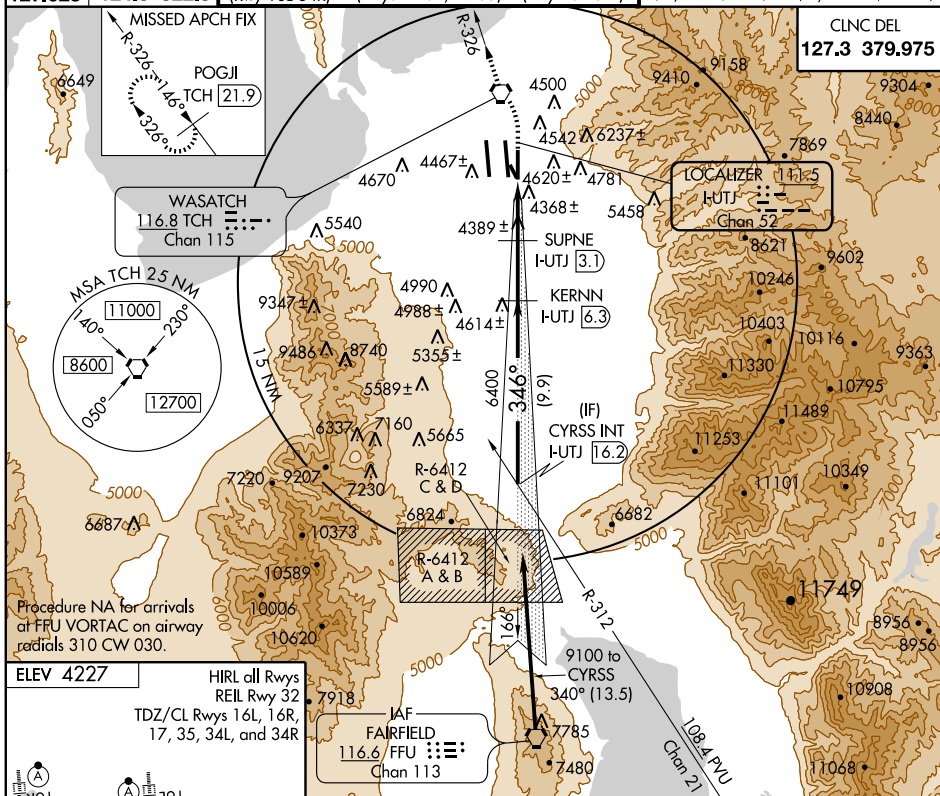 MISSED APCH FIX
R-326
146°
326°
POGJI
TCH 21.9
R-326
CLNC DEL
127.3 379.975
6649
4500
9410
9158
9304
8440
5000
4542
6237±
7869
4670
4467±
4620±
4781
LOCALIZER 111.5
I-UTJ
Chan 52
WASATCH
116.8 TCH
Chan 115
4368±
5458
4389±
5540
5000
SUPNE
I-UTJ 3.1
8621
9602
MSA TCH 25 NM
11000
140°
230°
8600
050°
12700
9347±
4990
4988±
4614±
KERNN
I-UTJ 6.3
10246
10403
10116
9363
9486
8740
5355±
11330
15 NM
5589±
6400
346°
(9.9)
10795
11489
(IF)
CYRSS INT
I-UTJ 16.2
6337
7160
5665
11253
7220
9207
7230
R-6412
C & D
11101
10349
5000
6687
6824
6682
5000
10373
R-6412
A & B
10589
10006
11749
R-312
Procedure NA for arrivals
at FFU VORTAC on airway
radials 310 CW 030.
10620
166°
8956
8956
5000
9100 to
CYRSS
340° (13.5)
ELEV 4227
HIRL all Rwys
REIL Rwy 32
TDZ/CL Rwys 16L, 16R,
17, 35, 34L, and 34R
7918
10908
IAF
FAIRFIELD
116.6 FFU
Chan 113
7785
7480
108.4 PVU
Chan 21
11068
A
A